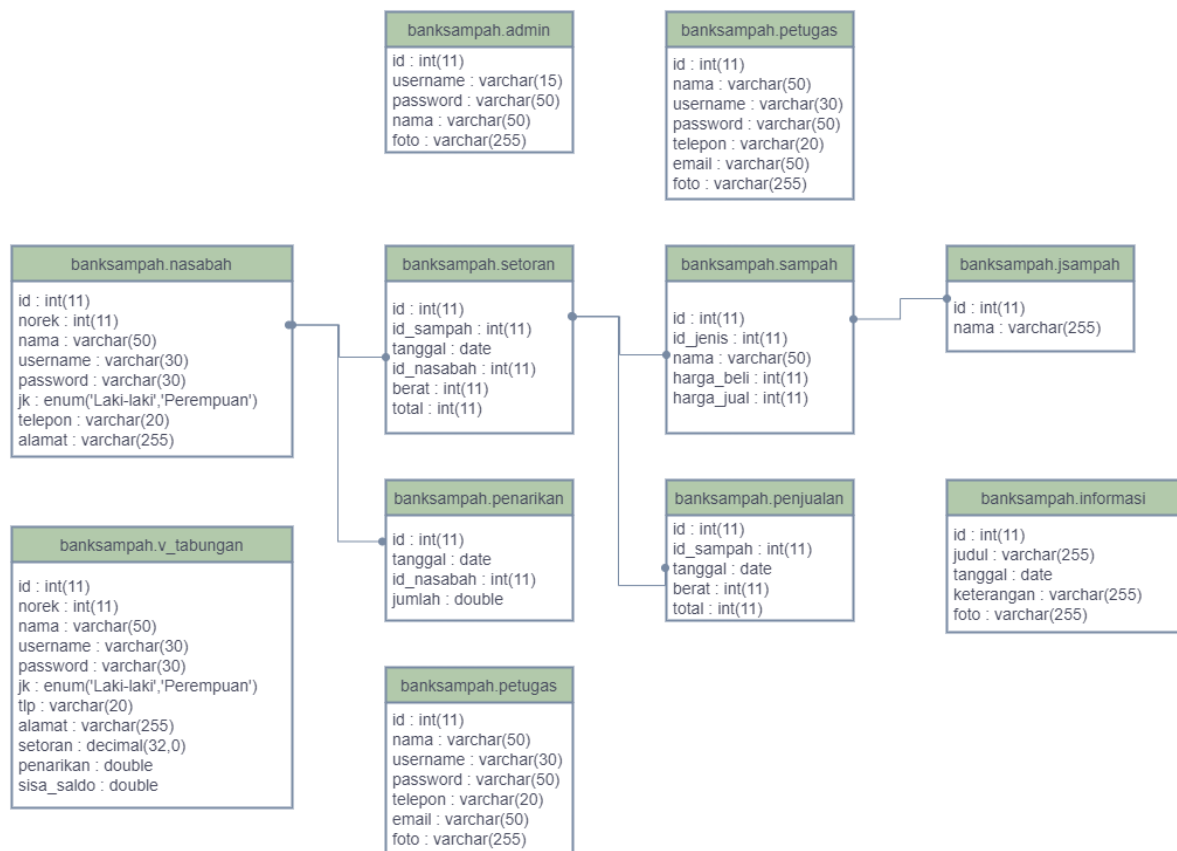 banksampah.admin
id : int(11)
username : varchar(15)
password : varchar(50)
nama : varchar(50)
foto : varchar(255)
banksampah.petugas
id : int(11)
nama : varchar(50)
username : varchar(30)
password : varchar(50)
telepon : varchar(20)
email : varchar(50)
foto : varchar(255)
banksampah.nasabah
id : int(11)
norek : int(11)
nama : varchar(50)
username : varchar(30)
password : varchar(30)
jk : enum('Laki-laki','Perempuan')
telepon : varchar(20)
alamat : varchar(255)
banksampah.setoran
id : int(11)
id_sampah : int(11)
tanggal : date
id_nasabah : int(11)
berat : int(11)
total : int(11)
banksampah.sampah
id : int(11)
id_jenis : int(11)
nama : varchar(50)
harga_beli : int(11)
harga_jual : int(11)
banksampah.jsampah
id : int(11)
nama : varchar(255)
banksampah.v_tabungan
id : int(11)
norek : int(11)
nama : varchar(50)
username : varchar(30)
password : varchar(30)
jk : enum('Laki-laki','Perempuan')
tlp : varchar(20)
alamat : varchar(255)
setoran : decimal(32,0)
penarikan : double
sisa_saldo : double
banksampah.penarikan
id : int(11)
tanggal : date
id_nasabah : int(11)
jumlah : double
banksampah.penjualan
id : int(11)
id_sampah : int(11)
tanggal : date
berat : int(11)
total : int(11)
banksampah.informasi
id : int(11)
judul : varchar(255)
tanggal : date
keterangan : varchar(255)
foto : varchar(255)
banksampah.petugas
id : int(11)
nama : varchar(50)
username : varchar(30)
password : varchar(50)
telepon : varchar(20)
email : varchar(50)
foto : varchar(255)